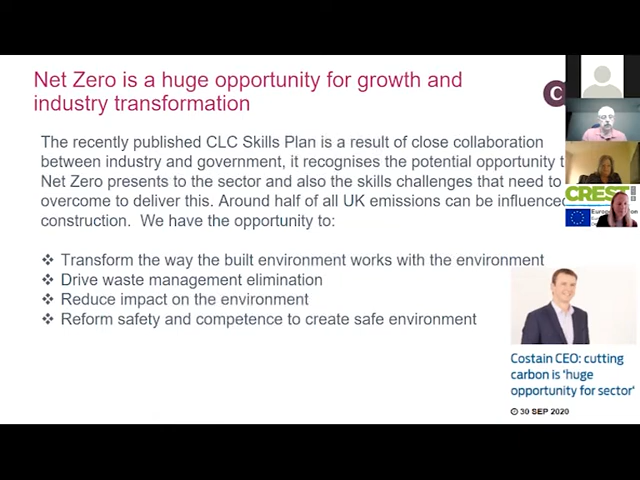 Net Zero is a huge opportunity for growth and
industry transformation
C
The recently published CLC Skills Plan is a result of close collaboration
between industry and government, it recognises the potential opportunity t
Net Zero presents to the sector and also the skills challenges that need to
overcome to deliver this. Around half of all UK emissions can be influence
construction. We have the opportunity to:
❖ Transform the way the built environment works with the environment
❖ Drive waste management elimination
❖ Reduce impact on the environment
❖ Reform safety and competence to create safe environment
CREST
Costain CEO: cutting
carbon is 'huge
opportunity for sector'
30 SEP 2020